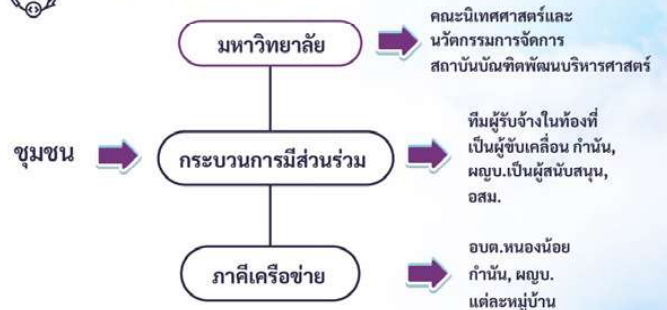 มหาวิทยาลัย
คณะนิเทศศาสตร์และ
นวัตกรรมการจัดการ
สถาบันบัณฑิตพัฒนบริหารศาสตร์
ชุมชน
กระบวนการมีส่วนร่วม
ทีมผู้รับจ้างในท้องที่
เป็นผู้ขับเคลื่อน กำนัน,
ผญบ.เป็นผู้สนับสนุน,
อสม.
ภาคีเครือข่าย
อบต.หนองน้อย
กำนัน, ผญบ.
แต่ละหมู่บ้าน